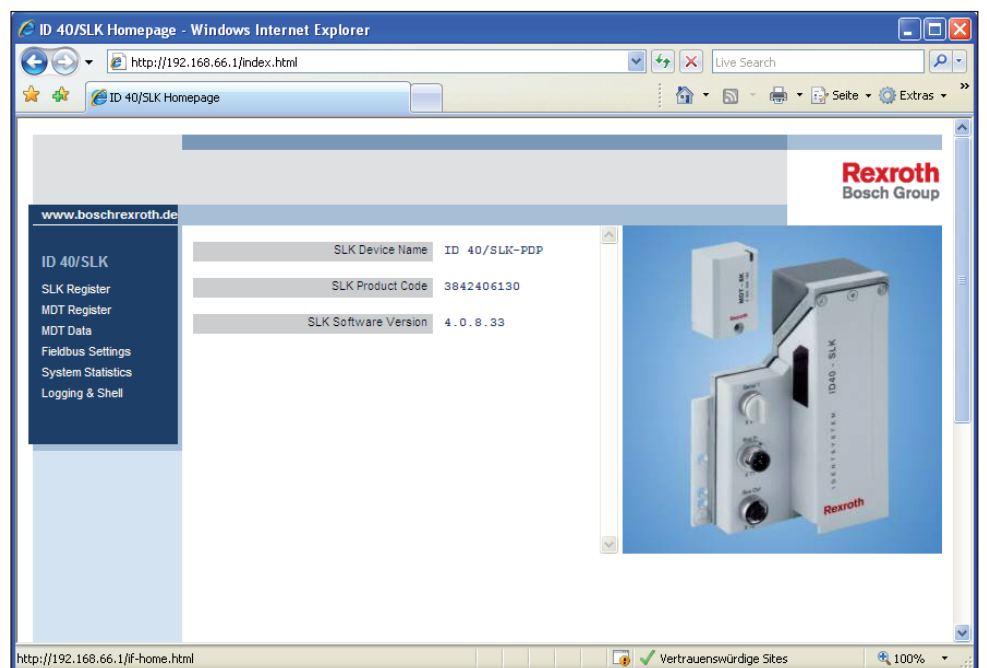 ID 40/SLK Homepage - Windows Internet Explorer
http://192.168.66.1/index.html
Live Search
ID 40/SLK Homepage
Seite
Extras
Rexroth
Bosch Group
www.boschrexroth.de
ID 40/SLK
SLK Register
MDT Register
MDT Data
Fieldbus Settings
System Statistics
Logging & Shell
SLK Device Name ID 40/SLK-PDP
SLK Product Code 3842406130
SLK Software Version 4.0.8.33
ID40 - SLK
IDENTSYSTEM
Rexroth
http://192.168.66.1/if-home.html
Vertrauenswürdige Sites
100%